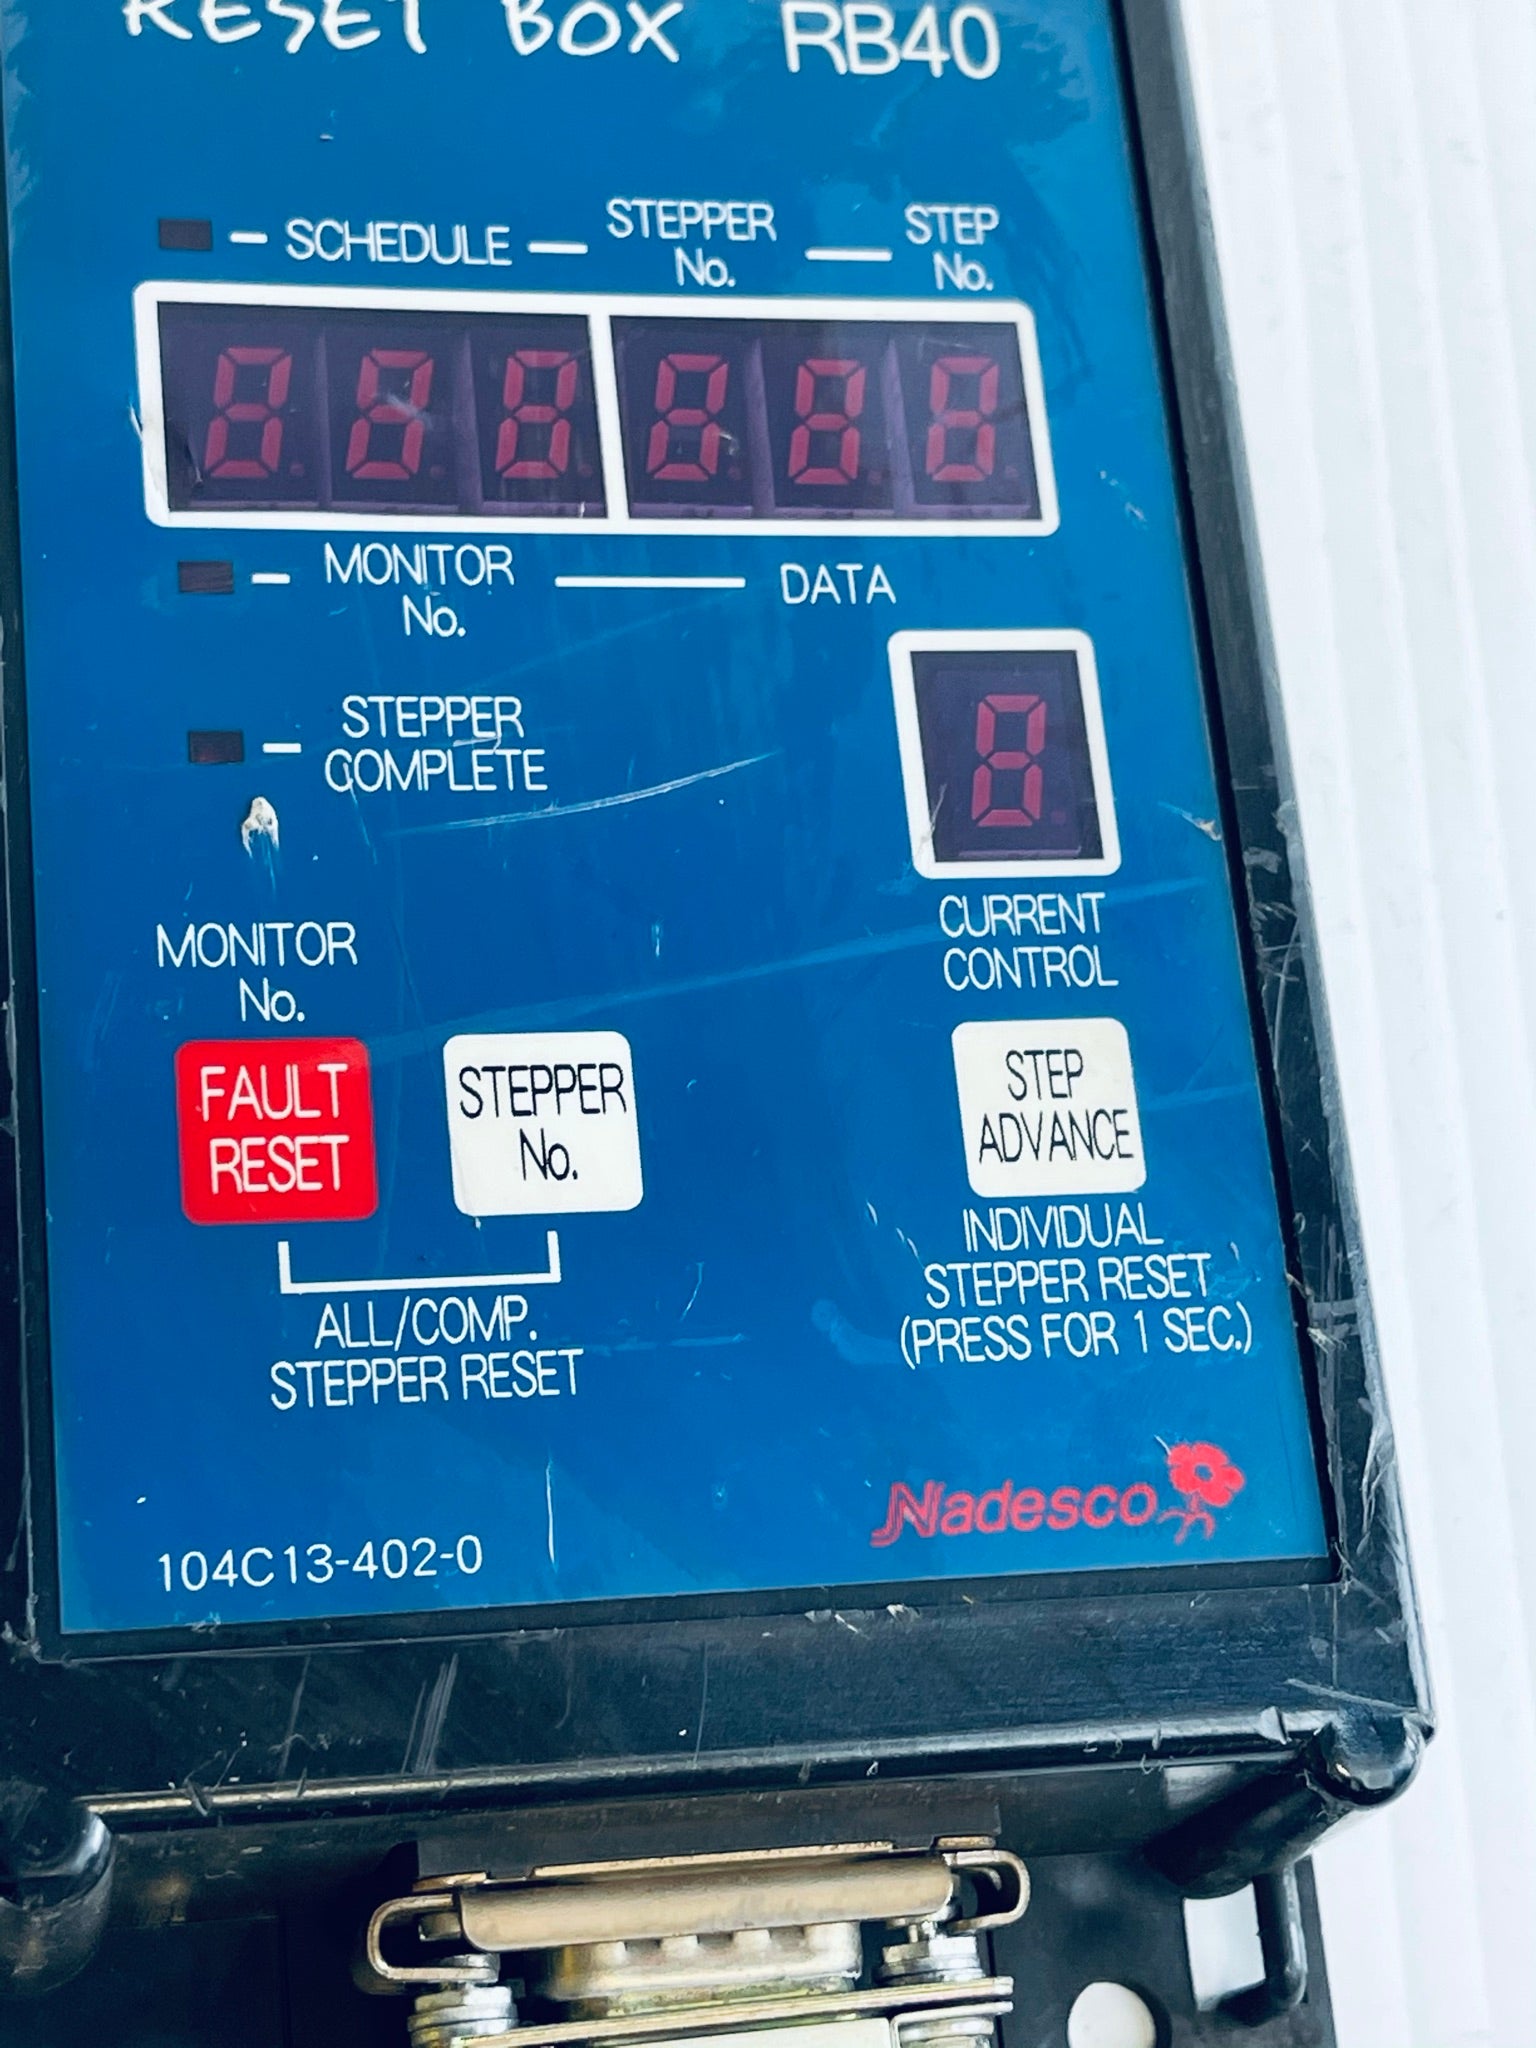 RESET BOX RB40
SCHEDULE STEPPER No. STEP No.
MONITOR No. DATA
STEPPER
COMPLETE
CURRENT
CONTROL
MONITOR
No.
FAULT
RESET
STEPPER
No.
STEP
ADVANCE
INDIVIDUAL
STEPPER RESET
(PRESS FOR 1 SEC.)
ALL/COMP.
STEPPER RESET
Nadesco
104C13-402-0